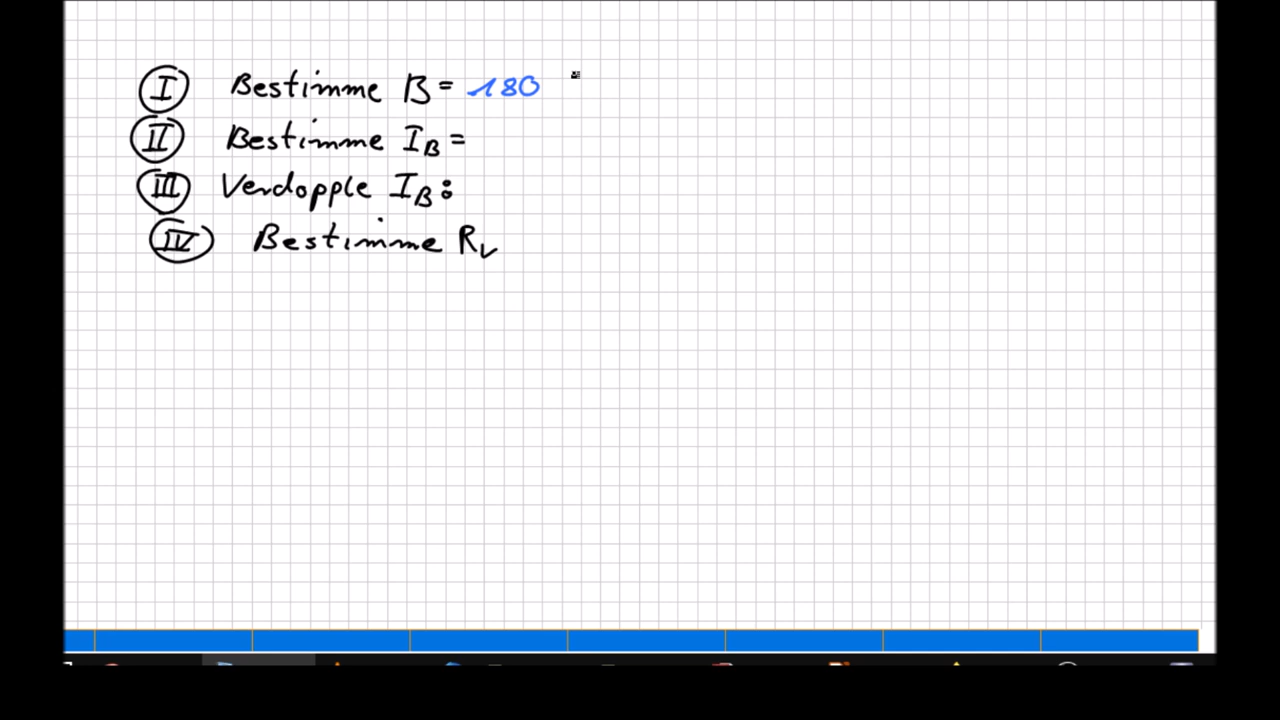 I Bestimme B = 180
II Bestimme I_B =
III Verdopple I_B:
IV Bestimme R_V